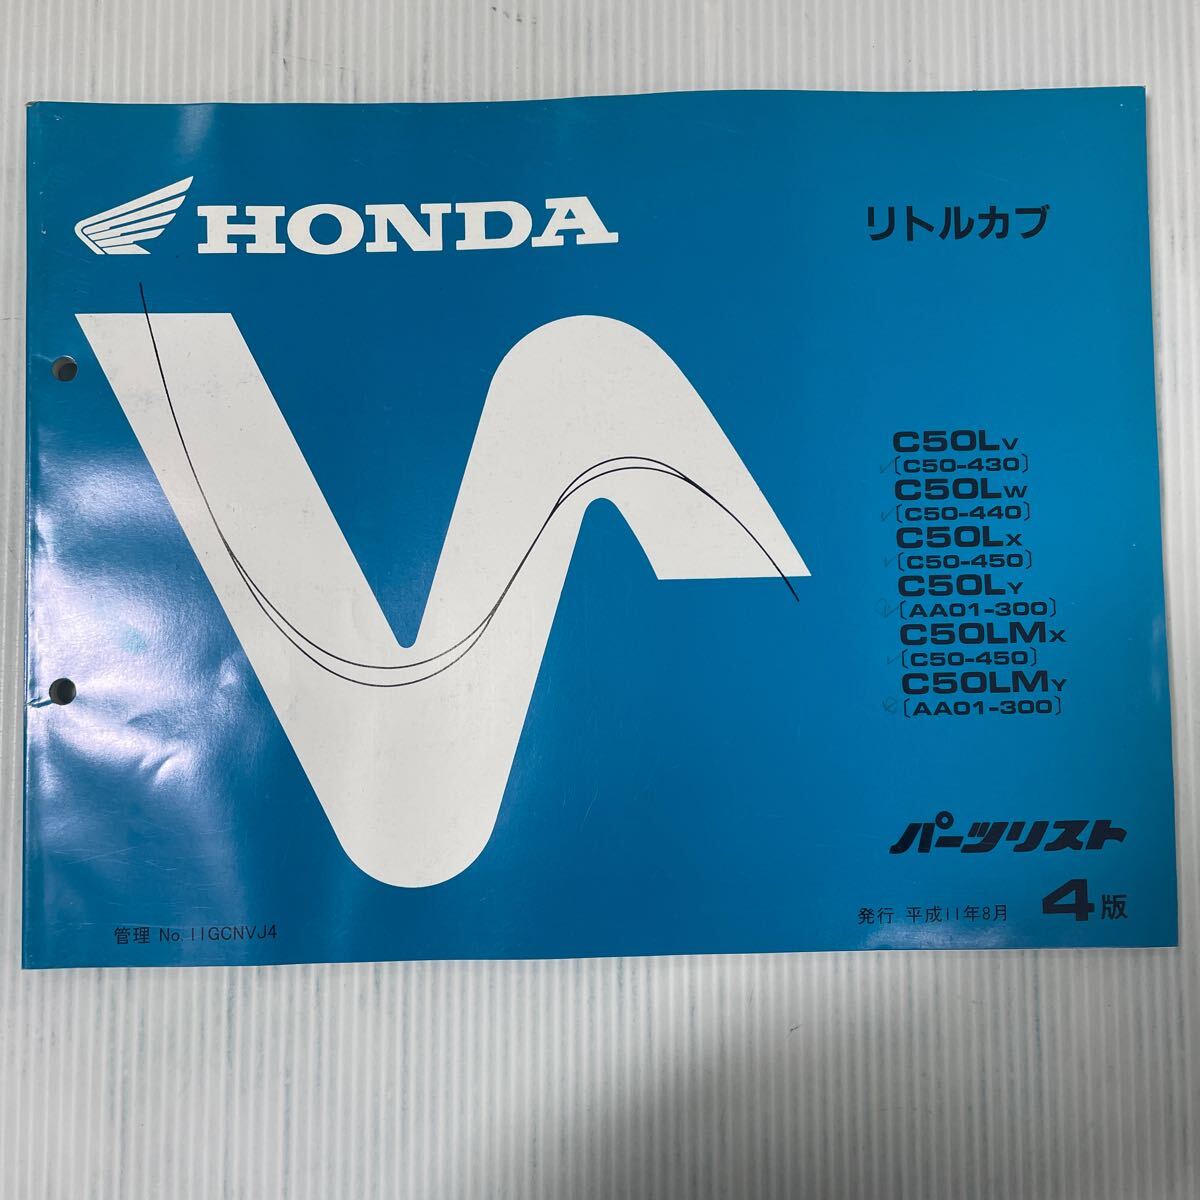 HONDA
リトルカブ
C50LV
〔C50-430〕
C50LW
〔C50-440〕
C50LX
〔C50-450〕
C50LY
〔AA01-300〕
C50LMX
〔C50-450〕
C50LMY
〔AA01-300〕
パーツリスト
発行 平成11年8月 4版
管理 No. 11GCNVJ4